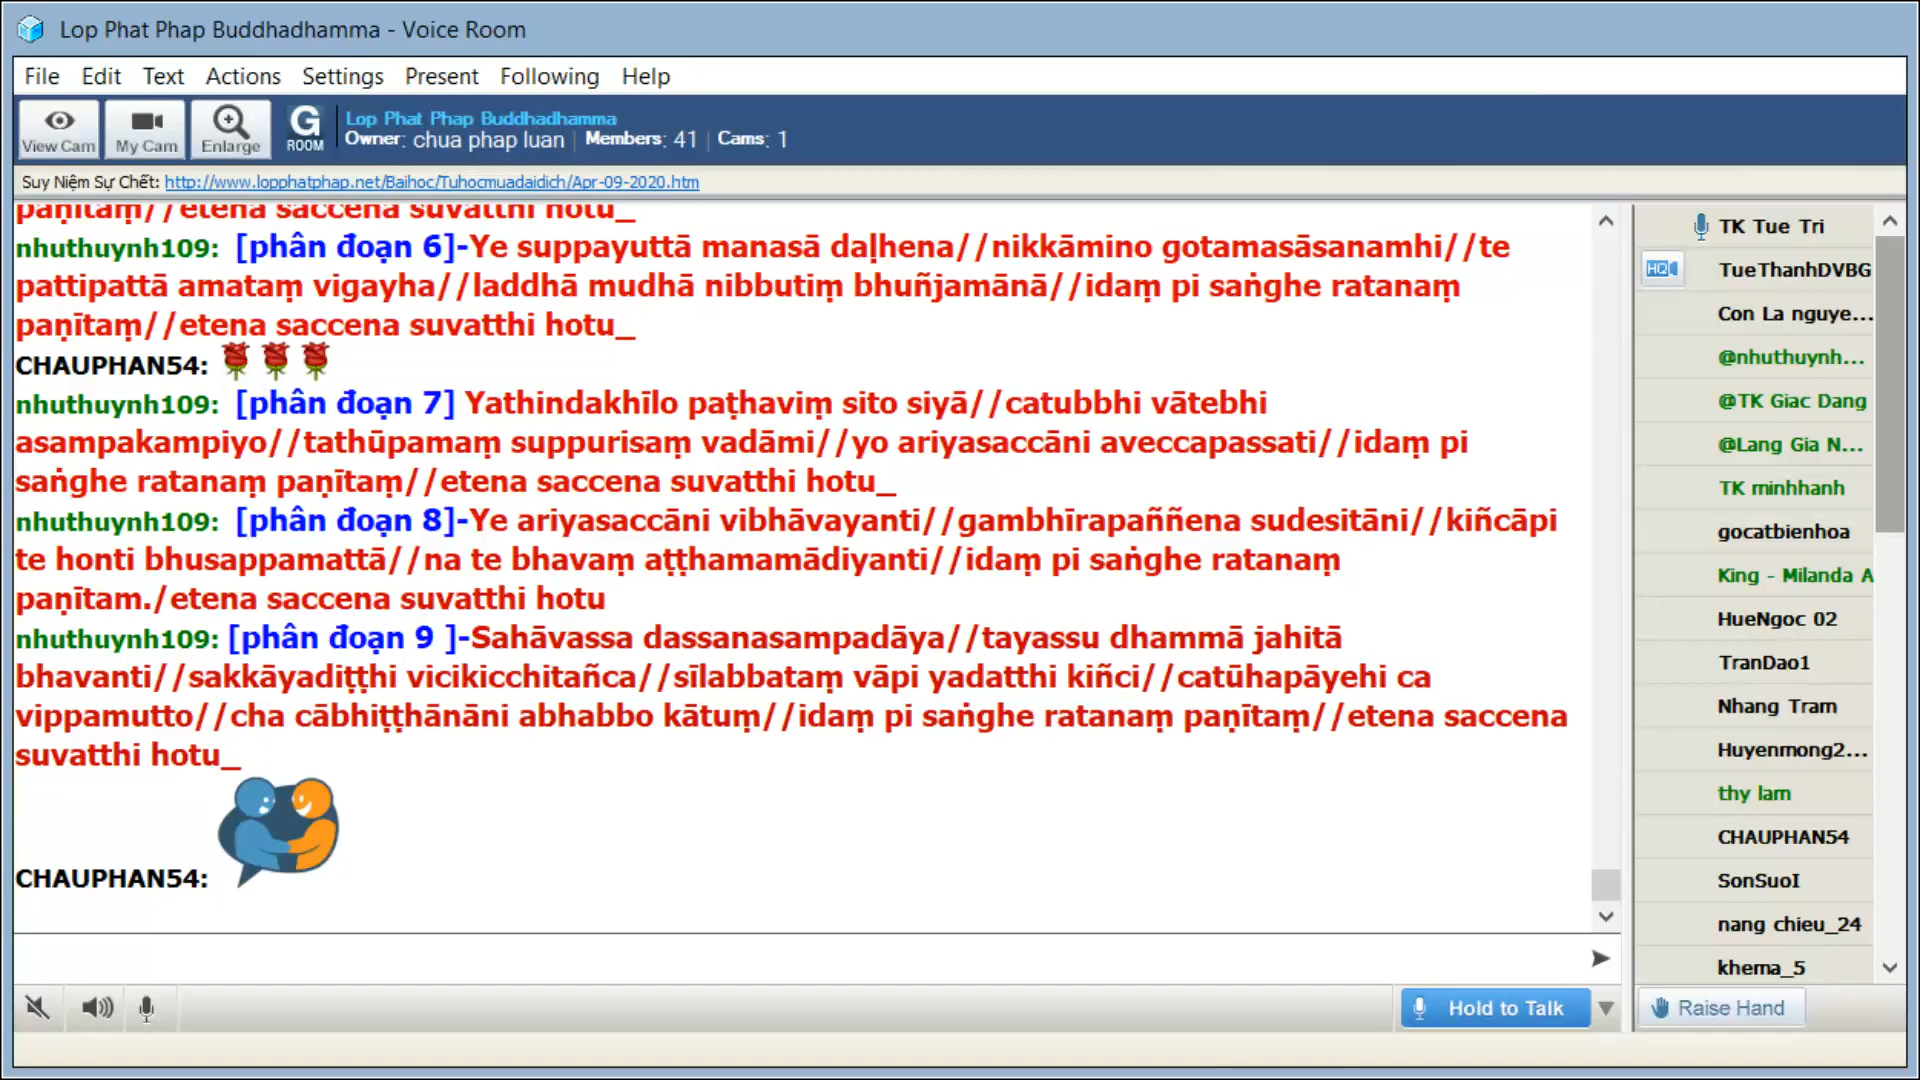 Lop Phat Phap Buddhadhamma - Voice Room
File Edit Text Actions Settings Present Following Help
View Cam My Cam Enlarge G ROOM
Lop Phat Phap Buddhadhamma
Owner: chua phap luan | Members: 41 | Cams: 1
Suy Niệm Sự Chết: http://www.lopphatphap.net/Baihoc/Tuhocmuadaidich/Apr-09-2020.htm
paṇītaṃ//etena saccena suvatthi hotu_
nhuthuynh109: [phân đoạn 6]-Ye suppayuttā manasā daḷhena//nikkāmino gotamasāsanamhi//te
pattipattā amataṃ vigayha//laddhā mudhā nibbutiṃ bhuñjamānā//idaṃ pi saṅghe ratanaṃ
paṇītaṃ//etena saccena suvatthi hotu_
CHAUPHAN54:
nhuthuynh109: [phân đoạn 7] Yathindakhīlo paṭhaviṃ sito siyā//catubbhi vātebhi
asampakampiyo//tathūpamaṃ suppurisaṃ vadāmi//yo ariyasaccāni aveccapassati//idaṃ pi
saṅghe ratanaṃ paṇītaṃ//etena saccena suvatthi hotu_
nhuthuynh109: [phân đoạn 8]-Ye ariyasaccāni vibhāvayanti//gambhīrapaññena sudesitāni//kiñcāpi
te honti bhusappamattā//na te bhavaṃ aṭṭhamamādiyanti//idaṃ pi saṅghe ratanaṃ
paṇītam./etena saccena suvatthi hotu
nhuthuynh109: [phân đoạn 9 ]-Sahāvassa dassanasampadāya//tayassu dhammā jahitā
bhavanti//sakkāyadiṭṭhi vicikicchitañca//sīlabbataṃ vāpi yadatthi kiñci//catūhapāyehi ca
vippamutto//cha cābhiṭṭhānāni abhabbo kātuṃ//idaṃ pi saṅghe ratanaṃ paṇītaṃ//etena saccena
suvatthi hotu_
CHAUPHAN54:
TK Tue Tri
HQ TueThanhDVBG
Con La nguye...
@nhuthuynh...
@TK Giac Dang
@Lang Gia N...
TK minhhanh
gocatbienhoa
King - Milanda A
HueNgoc 02
TranDao1
Nhang Tram
Huyenmong2...
thy lam
CHAUPHAN54
SonSuoI
nang chieu_24
khema_5
Hold to Talk
Raise Hand